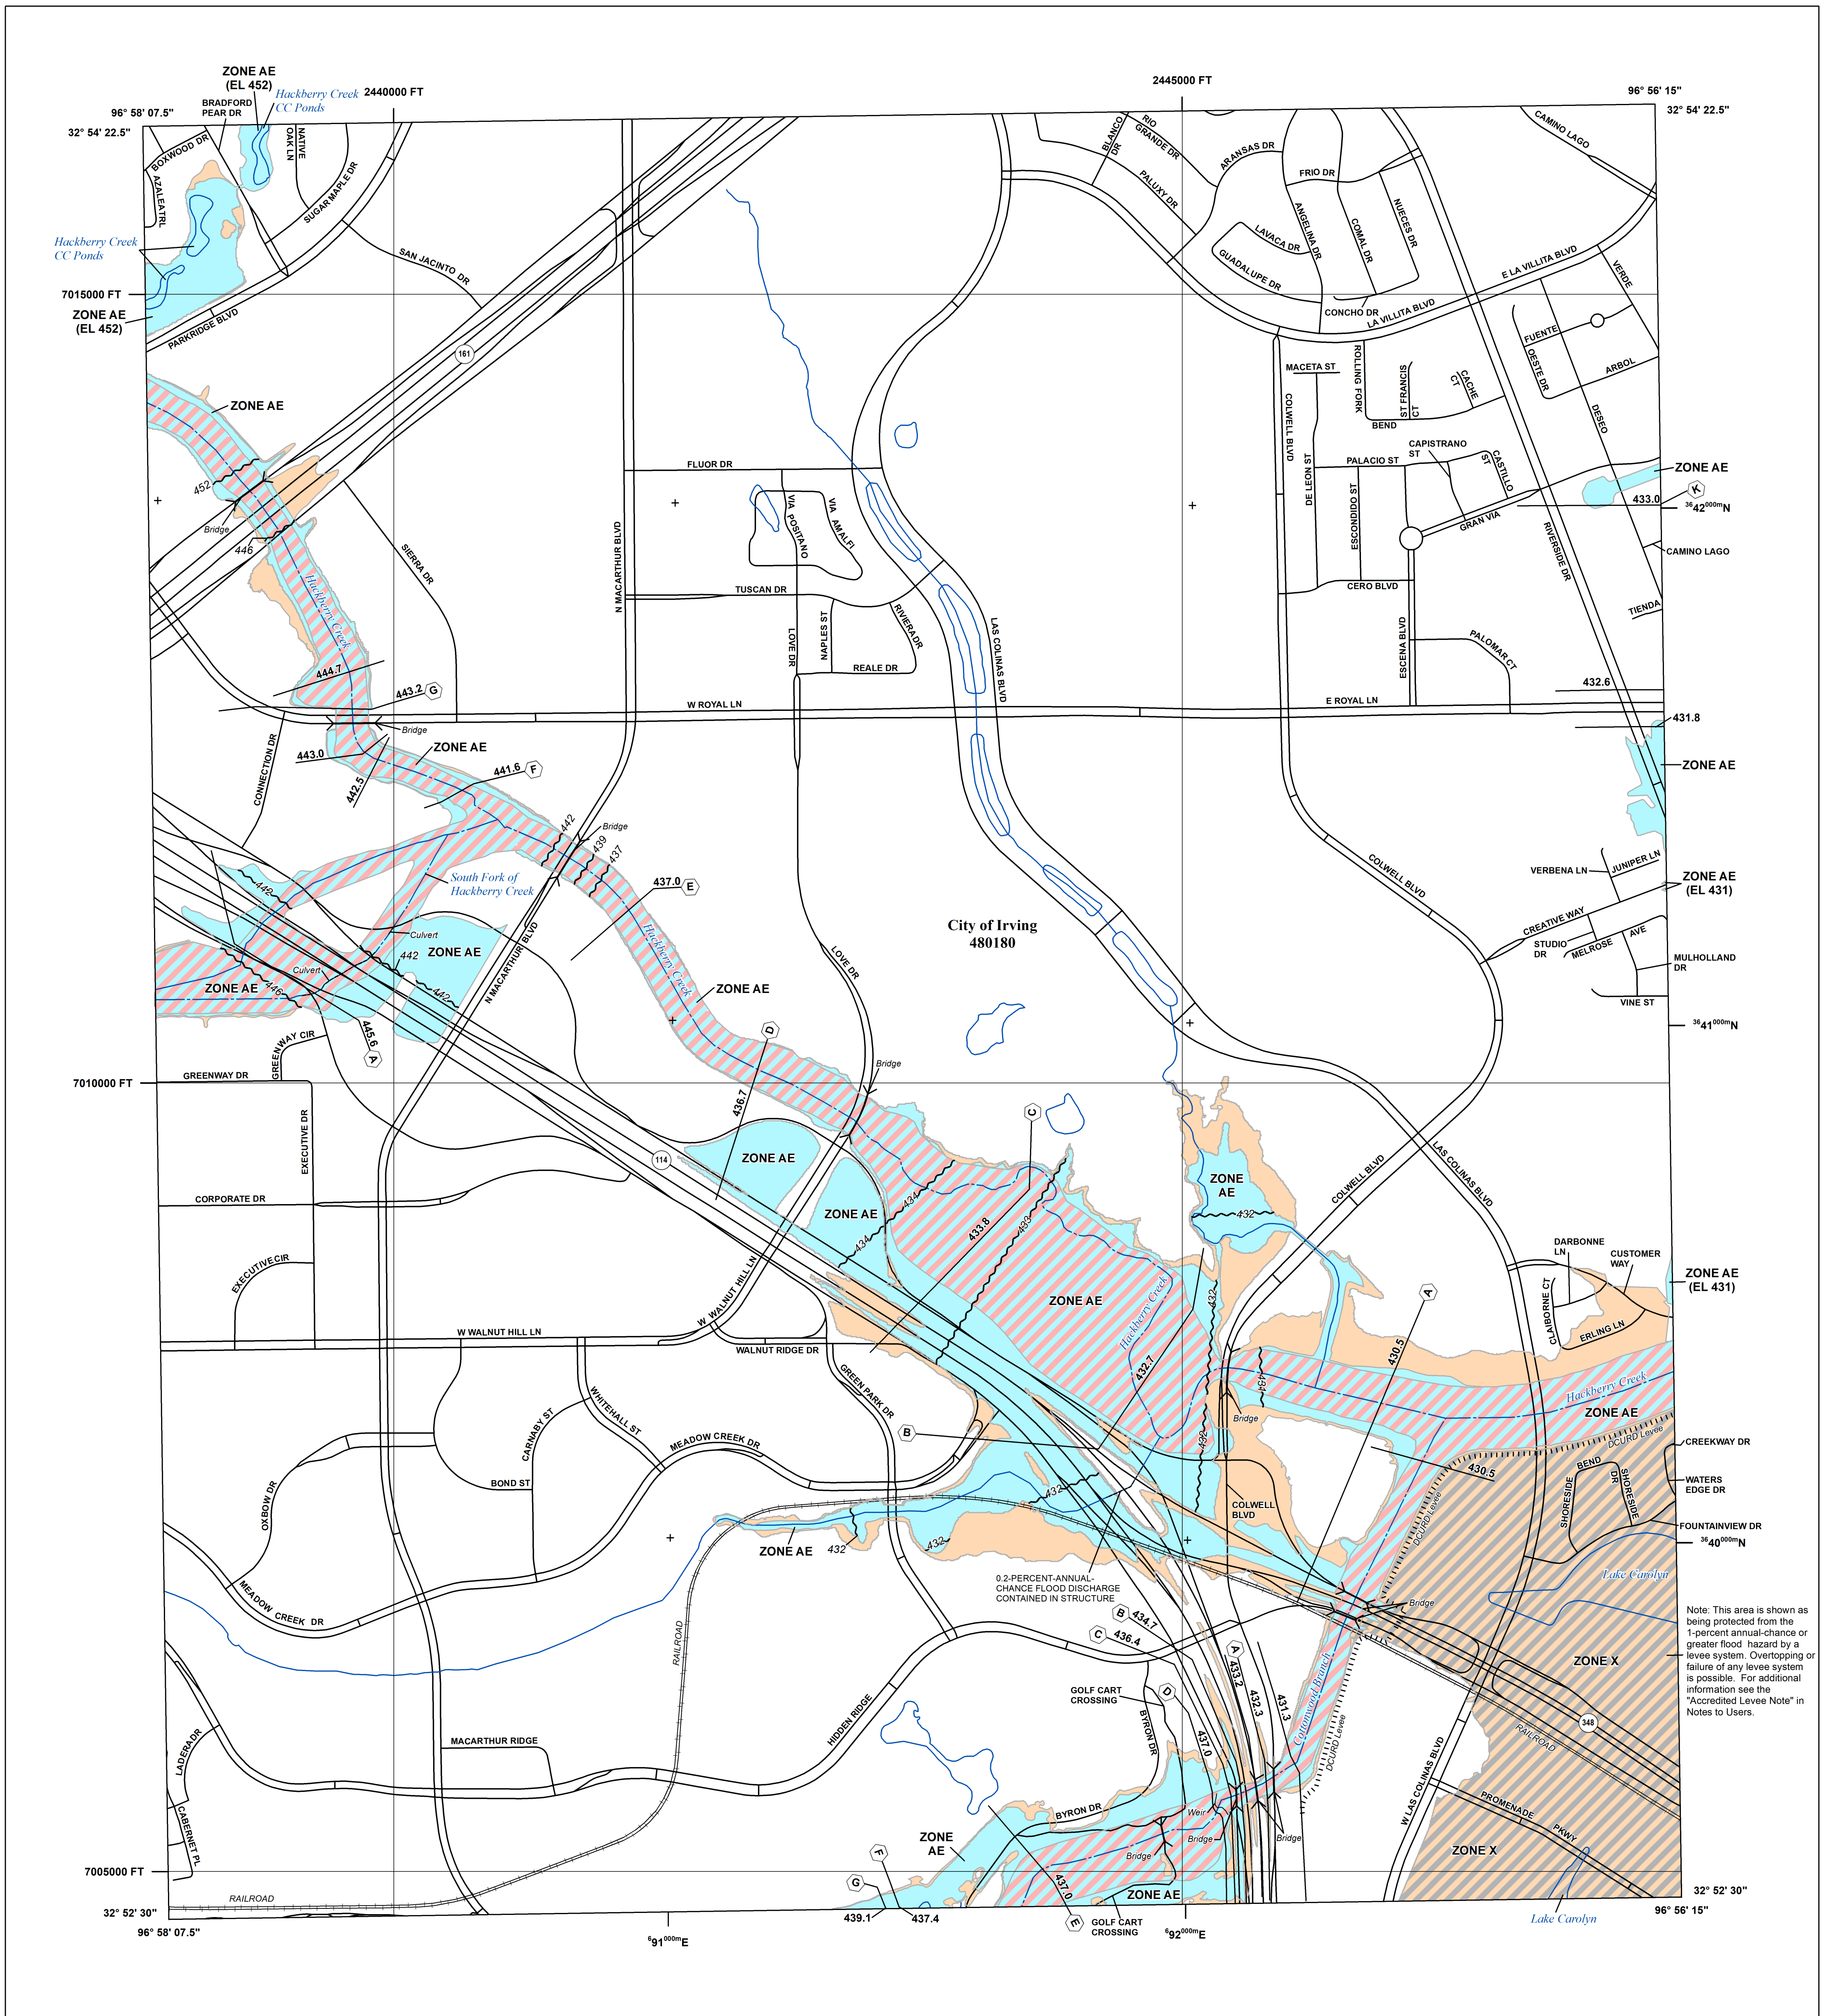 ZONE AE
(EL 452)
Hackberry Creek
CC Ponds
2440000 FT
2445000 FT
96° 58' 07.5"
96° 56' 15"
32° 54' 22.5"
32° 54' 22.5"
BRADFORD
PEAR DR
BOXWOOD DR
NATIVE
OAK LN
AZALEA TRL
SUGAR MAPLE DR
Hackberry Creek
CC Ponds
SAN JACINTO DR
7015000 FT
ZONE AE
(EL 452)
PARKRIDGE BLVD
161
BLANCO
DR
RIO
GRANDE DR
PALUXY DR
ARANSAS DR
FRIO DR
ANGELINA DR
COMAL DR
NUECES DR
LAVACA DR
GUADALUPE DR
CONCHO DR
CAMINO LAGO
E LA VILLITA BLVD
LA VILLITA BLVD
VERDE
FUENTE
OESTE DR
ARBOL
DESEO
MACETA ST
ROLLING FORK
ST FRANCIS
CT
CACHE
CT
BEND
COLWELL BLVD
DE LEON ST
CAPISTRANO
ST
PALACIO ST
CASTILLO
ST
ESCONDIDO ST
GRAN VIA
ZONE AE
433.0
K
3642000mN
CAMINO LAGO
RIVERSIDE DR
CERO BLVD
TIENDA
ESCENA BLVD
PALOMAR CT
432.6
E ROYAL LN
431.8
ZONE AE
ZONE AE
452
Bridge
446
Hackberry Creek
SIERRA DR
N MACARTHUR BLVD
FLUOR DR
VIA POSITANO
VIA AMALFI
TUSCAN DR
LOVE DR
NAPLES ST
RIVIERA DR
REALE DR
LAS COLINAS BLVD
W ROYAL LN
444.7
443.2
G
Bridge
443.0
442.5
CONNECTION DR
ZONE AE
441.6
F
442
Bridge
439
437
437.0
E
South Fork of
Hackberry Creek
442
Culvert
442
ZONE AE
442
Culvert
446
ZONE AE
445.6
A
N MACARTHUR BLVD
Hackberry Creek
ZONE AE
LOVE DR
City of Irving
480180
COLWELL BLVD
VERBENA LN
JUNIPER LN
ZONE AE
(EL 431)
CREATIVE WAY
STUDIO
DR
MELROSE
AVE
MULHOLLAND
DR
VINE ST
3641000mN
GREENWAY CIR
GREENWAY DR
7010000 FT
EXECUTIVE DR
CORPORATE DR
EXECUTIVE CIR
D
436.7
Bridge
114
ZONE AE
ZONE AE
434
434
C
433.8
433
ZONE AE
Hackberry Creek
ZONE
AE
432
432
432.7
432
COLWELL BLVD
LAS COLINAS BLVD
A
430.5
431
Bridge
DARBONNE
LN
CUSTOMER
WAY
CLAIBORNE CT
ERLING LN
ZONE AE
(EL 431)
Hackberry Creek
ZONE AE
DCURD Levee
430.5
DCURD Levee
CREEKWAY DR
BEND
SHORESIDE
SHORESIDE
DR
WATERS
EDGE DR
FOUNTAINVIEW DR
3640000mN
Lake Carolyn
W WALNUT HILL LN
W WALNUT HILL LN
WALNUT RIDGE DR
GREEN PARK DR
WHITEHALL ST
CARNABY ST
BOND ST
MEADOW CREEK DR
OXBOW DR
MEADOW CREEK DR
B
432
432
432
ZONE AE
COLWELL
BLVD
0.2-PERCENT-ANNUAL-
CHANCE FLOOD DISCHARGE
CONTAINED IN STRUCTURE
RAILROAD
B
434.7
C
436.4
A
433.2
432.3
431.3
D
437.0
GOLF CART
CROSSING
BYRON DR
Cottonwood Branch
DCURD Levee
Bridge
ZONE X
Note: This area is shown as
being protected from the
1-percent annual-chance or
greater flood hazard by a
levee system. Overtopping or
failure of any levee system
is possible. For additional
information see the
"Accredited Levee Note" in
Notes to Users.
348
RAILROAD
W LAS COLINAS BLVD
PROMENADE
PKWY
ZONE X
HIDDEN RIDGE
MACARTHUR RIDGE
LADERA DR
CABERNET PL
BYRON DR
Weir
Bridge
Bridge
Bridge
ZONE
AE
F
G
437.0
E
ZONE AE
7005000 FT
RAILROAD
439.1
437.4
GOLF CART
CROSSING
Lake Carolyn
32° 52' 30"
32° 52' 30"
96° 58' 07.5"
96° 56' 15"
691000mE
692000mE